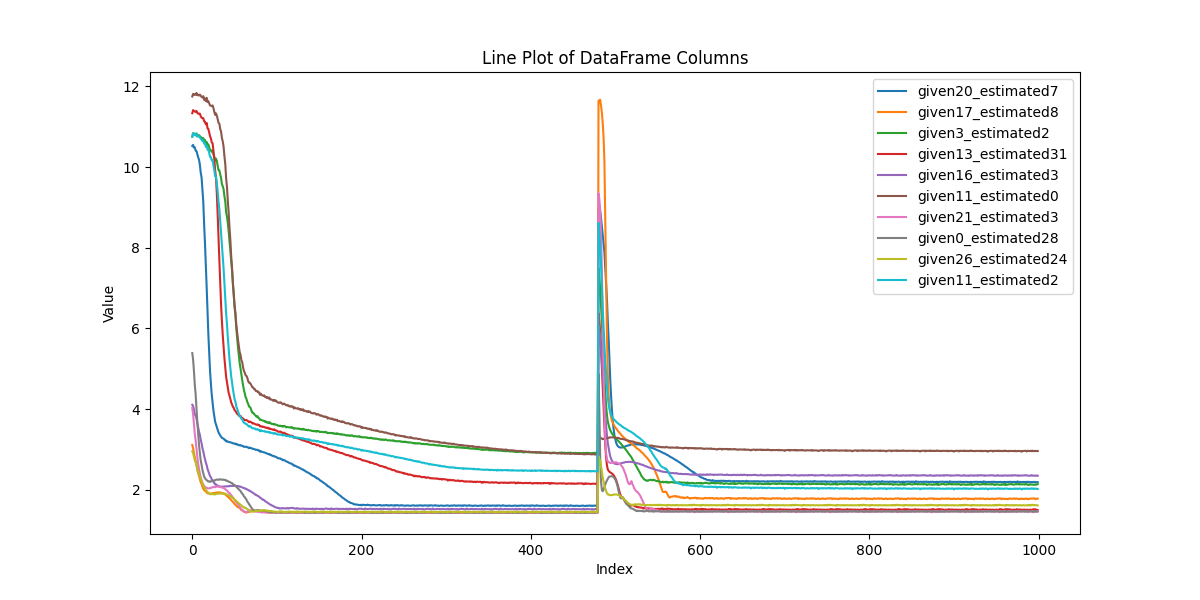 Line Plot of DataFrame Columns
12
10
8
6
4
2
Value
0
200
400
600
800
1000
Index
given20_estimated7
given17_estimated8
given3_estimated2
given13_estimated31
given16_estimated3
given11_estimated0
given21_estimated3
given0_estimated28
given26_estimated24
given11_estimated2